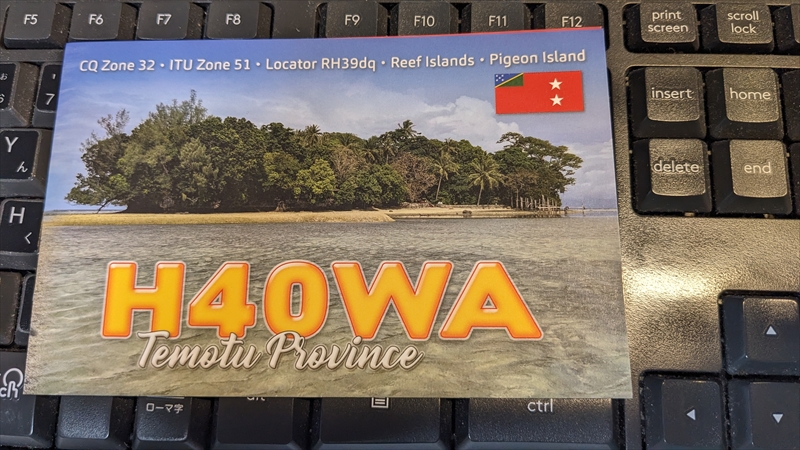 F5 F6 F7 F8 F9 F10 F11 F12 print screen scroll lock
CQ Zone 32 • ITU Zone 51 • Locator RH39dq • Reef Islands • Pigeon Island
insert home
7
Y
ん
delete end
H
く
H40WA
Temotu Province
ローマ字
alt
ctrl